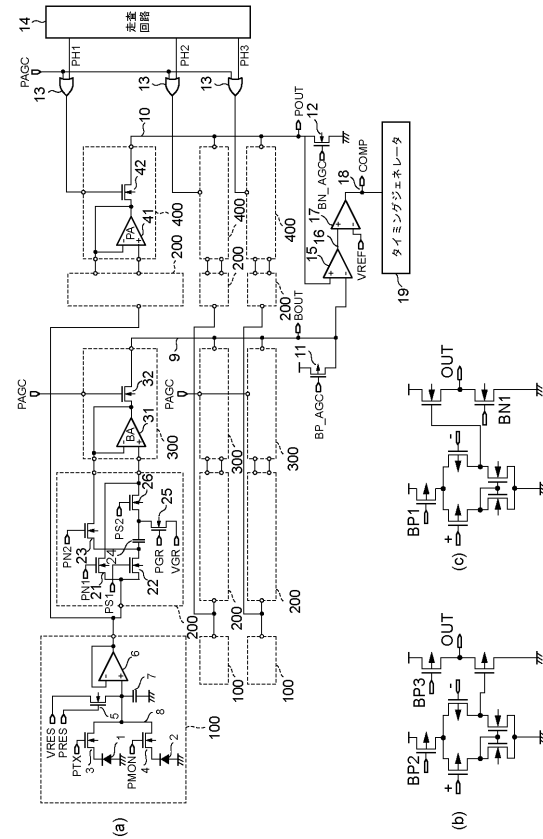 14
走査
回路
PAGC
PH1
PH2
PH3
13
13
13
10
POUT
12
BN_AGC
42
PA
41
400
400
400
200
200
200
15
16
17
18
COMP
VREF
タイミングジェネレータ
19
9
BOUT
11
BP_AGC
PAGC
PAGC
32
BA
31
300
300
300
PN2
23
PN1
21
PS1
22
24
PS2
26
25
PGR
VGR
200
200
200
VRES
PRES
5
6
7
8
PTX
3
1
PMON
4
2
100
100
100
(a)
BP2
BP3
+
-
OUT
(b)
BP1
+
-
OUT
BN1
(c)